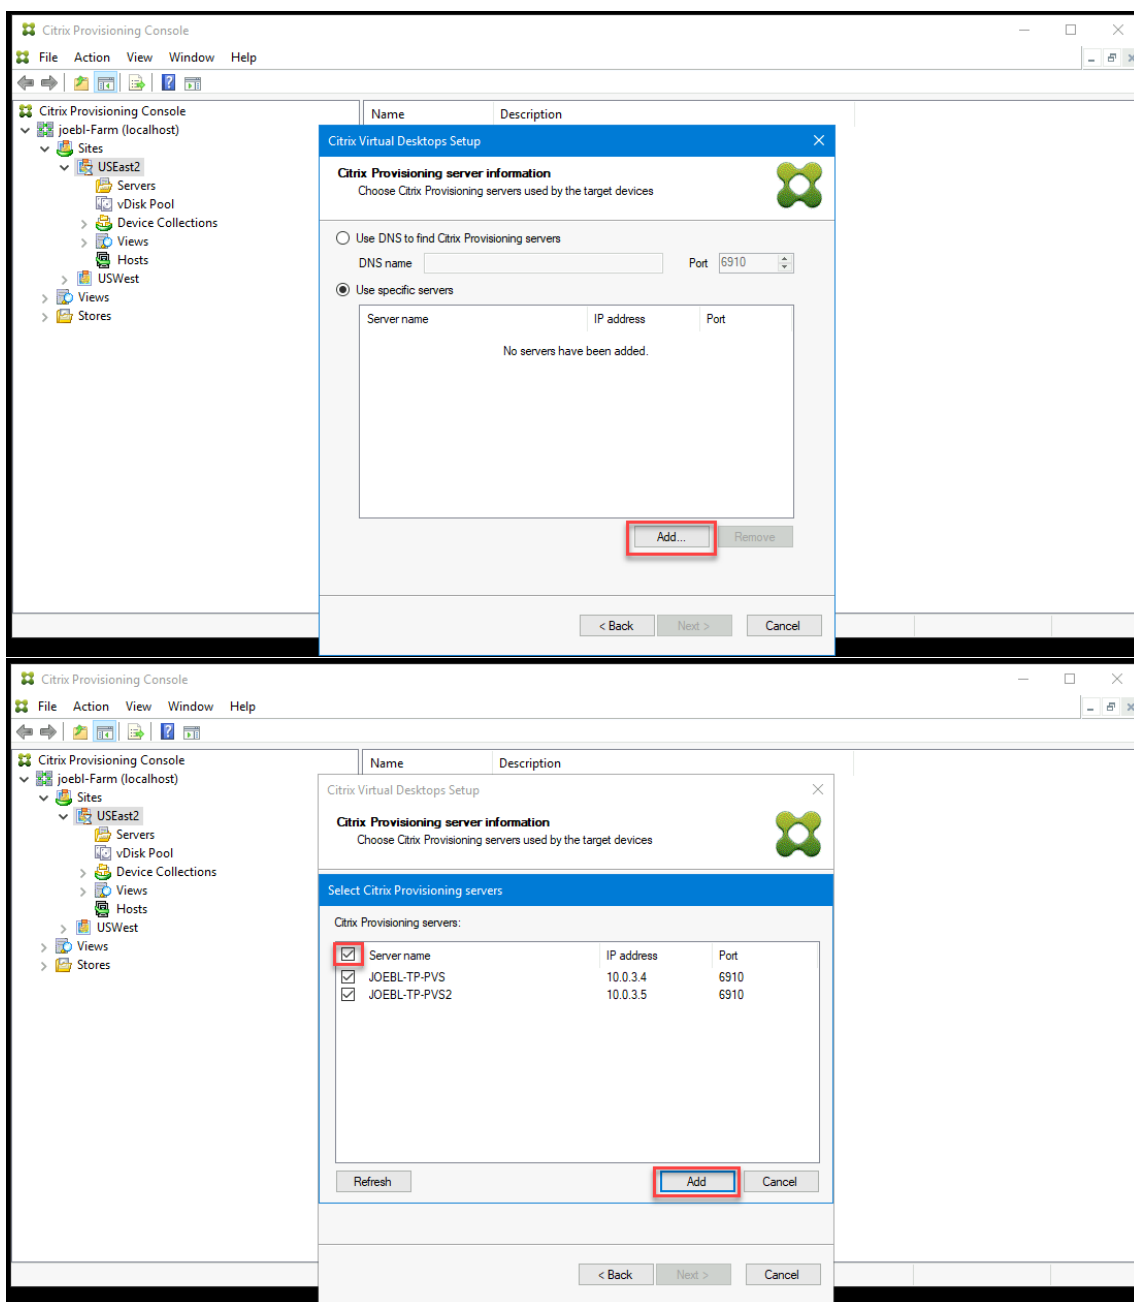 Citrix Provisioning Console
File Action View Window Help
Citrix Provisioning Console
joebl-Farm (localhost)
Sites
USEast2
Servers
vDisk Pool
Device Collections
Views
Hosts
USWest
Views
Stores
Name Description
Citrix Virtual Desktops Setup
Citrix Provisioning server information
Choose Citrix Provisioning servers used by the target devices
Use DNS to find Citrix Provisioning servers
DNS name Port 6910
Use specific servers
Server name IP address Port
No servers have been added.
Add... Remove
< Back Next > Cancel
Citrix Provisioning Console
File Action View Window Help
Citrix Provisioning Console
joebl-Farm (localhost)
Sites
USEast2
Servers
vDisk Pool
Device Collections
Views
Hosts
USWest
Views
Stores
Name Description
Citrix Virtual Desktops Setup
Citrix Provisioning server information
Choose Citrix Provisioning servers used by the target devices
Select Citrix Provisioning servers
Citrix Provisioning servers:
Server name IP address Port
JOEBL-TP-PVS 10.0.3.4 6910
JOEBL-TP-PVS2 10.0.3.5 6910
Refresh Add Cancel
< Back Next > Cancel